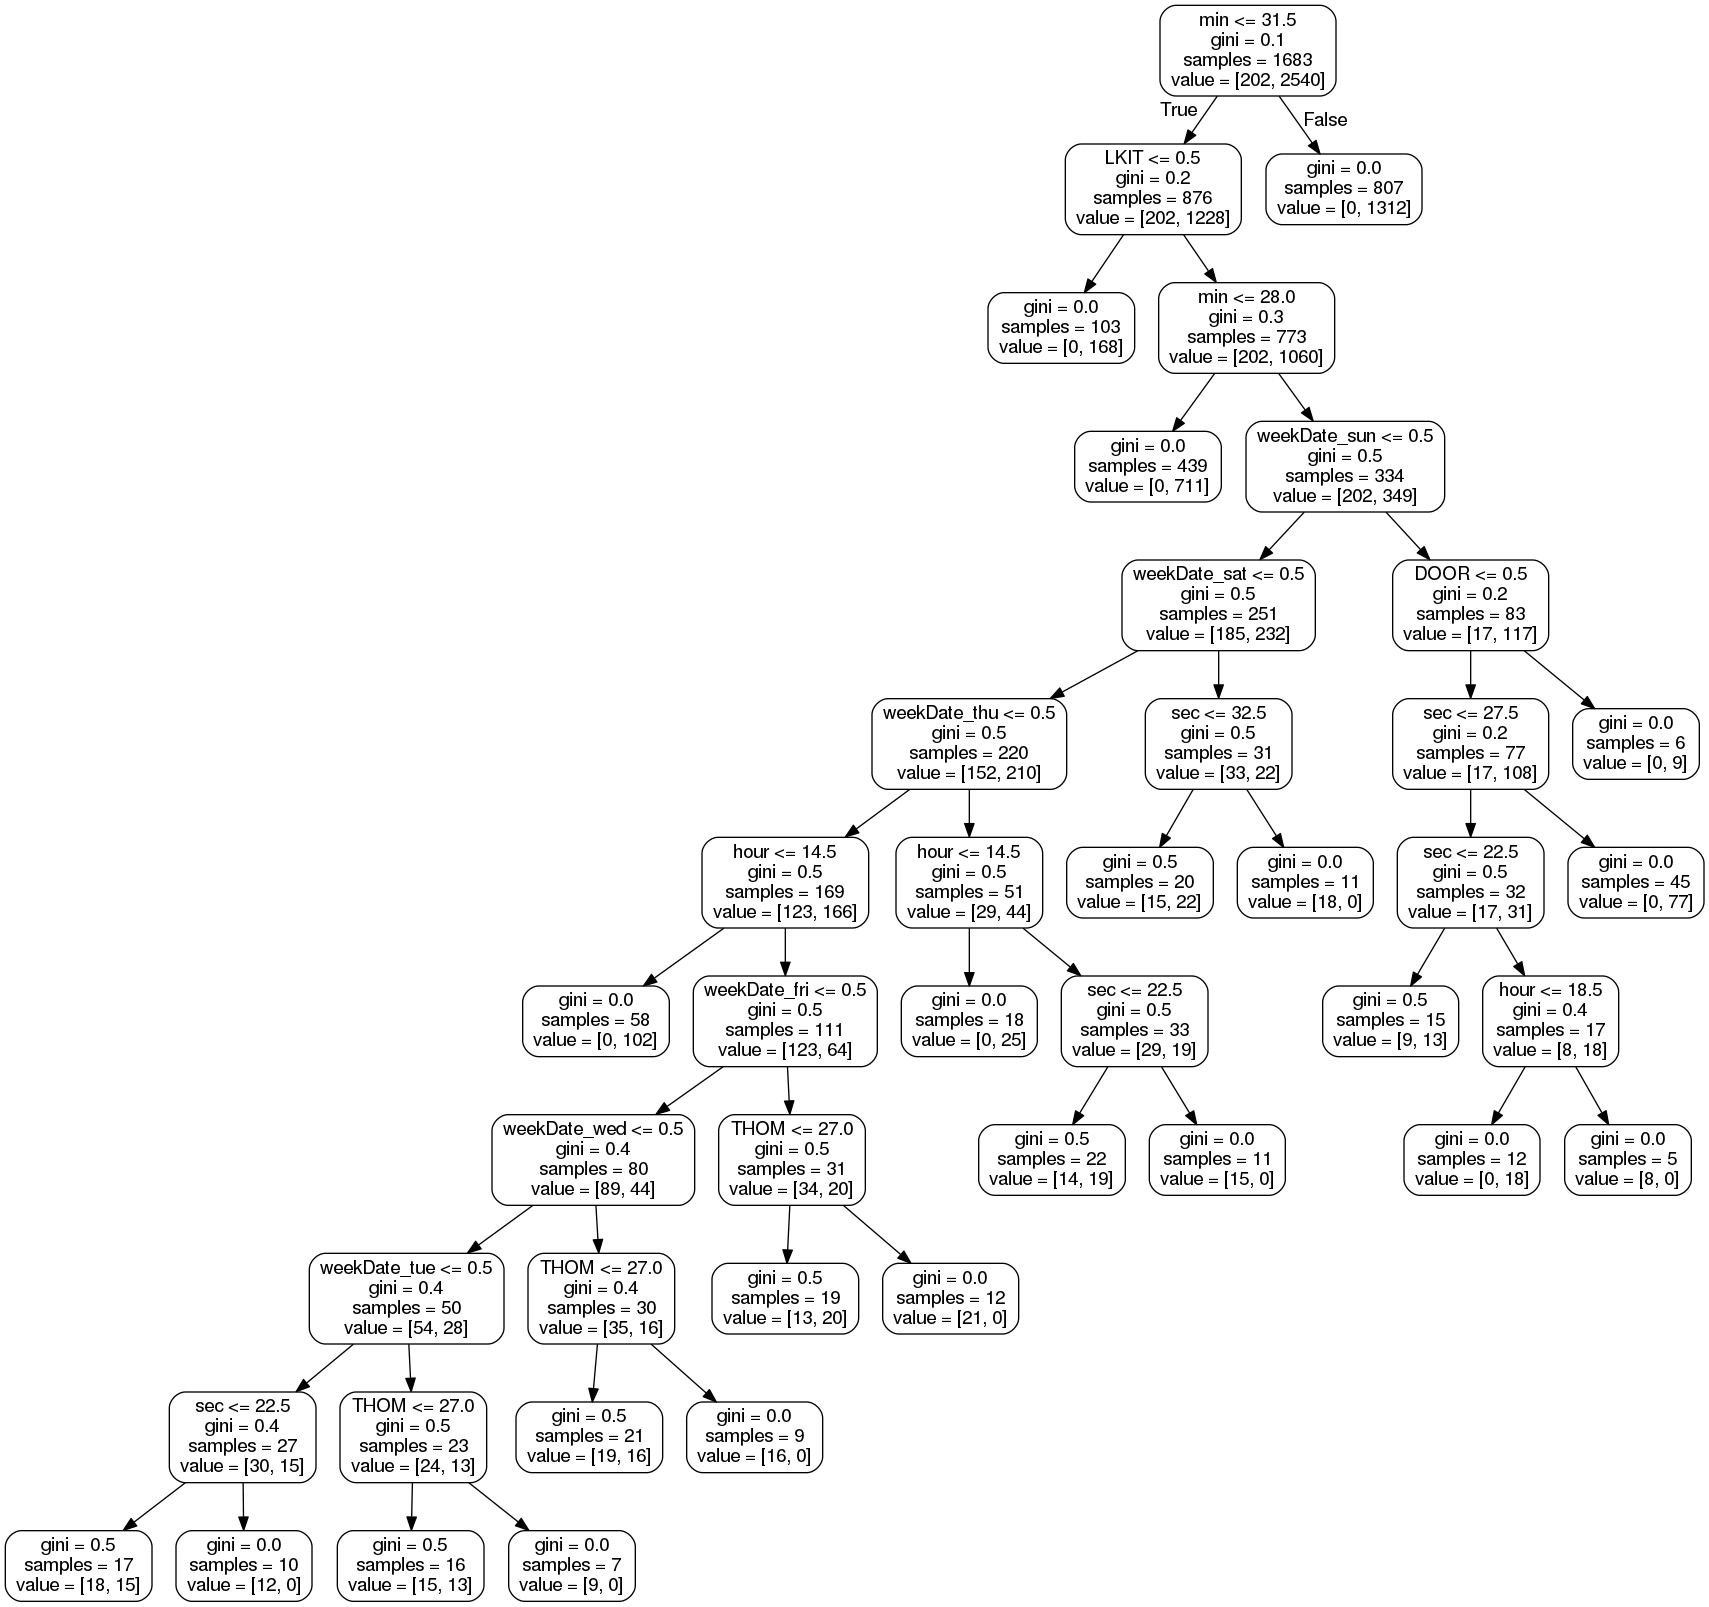 min <= 31.5
gini = 0.1
samples = 1683
value = [202, 2540]
True
False
LKIT <= 0.5
gini = 0.2
samples = 876
value = [202, 1228]
gini = 0.0
samples = 807
value = [0, 1312]
gini = 0.0
samples = 103
value = [0, 168]
min <= 28.0
gini = 0.3
samples = 773
value = [202, 1060]
gini = 0.0
samples = 439
value = [0, 711]
weekDate_sun <= 0.5
gini = 0.5
samples = 334
value = [202, 349]
weekDate_sat <= 0.5
gini = 0.5
samples = 251
value = [185, 232]
DOOR <= 0.5
gini = 0.2
samples = 83
value = [17, 117]
weekDate_thu <= 0.5
gini = 0.5
samples = 220
value = [152, 210]
sec <= 32.5
gini = 0.5
samples = 31
value = [33, 22]
sec <= 27.5
gini = 0.2
samples = 77
value = [17, 108]
gini = 0.0
samples = 6
value = [0, 9]
hour <= 14.5
gini = 0.5
samples = 169
value = [123, 166]
hour <= 14.5
gini = 0.5
samples = 51
value = [29, 44]
gini = 0.5
samples = 20
value = [15, 22]
gini = 0.0
samples = 11
value = [18, 0]
sec <= 22.5
gini = 0.5
samples = 32
value = [17, 31]
gini = 0.0
samples = 45
value = [0, 77]
gini = 0.0
samples = 58
value = [0, 102]
weekDate_fri <= 0.5
gini = 0.5
samples = 111
value = [123, 64]
gini = 0.0
samples = 18
value = [0, 25]
sec <= 22.5
gini = 0.5
samples = 33
value = [29, 19]
gini = 0.5
samples = 15
value = [9, 13]
hour <= 18.5
gini = 0.4
samples = 17
value = [8, 18]
weekDate_wed <= 0.5
gini = 0.4
samples = 80
value = [89, 44]
THOM <= 27.0
gini = 0.5
samples = 31
value = [34, 20]
gini = 0.5
samples = 22
value = [14, 19]
gini = 0.0
samples = 11
value = [15, 0]
gini = 0.0
samples = 12
value = [0, 18]
gini = 0.0
samples = 5
value = [8, 0]
weekDate_tue <= 0.5
gini = 0.4
samples = 50
value = [54, 28]
THOM <= 27.0
gini = 0.4
samples = 30
value = [35, 16]
gini = 0.5
samples = 19
value = [13, 20]
gini = 0.0
samples = 12
value = [21, 0]
sec <= 22.5
gini = 0.4
samples = 27
value = [30, 15]
THOM <= 27.0
gini = 0.5
samples = 23
value = [24, 13]
gini = 0.5
samples = 21
value = [19, 16]
gini = 0.0
samples = 9
value = [16, 0]
gini = 0.5
samples = 17
value = [18, 15]
gini = 0.0
samples = 10
value = [12, 0]
gini = 0.5
samples = 16
value = [15, 13]
gini = 0.0
samples = 7
value = [9, 0]